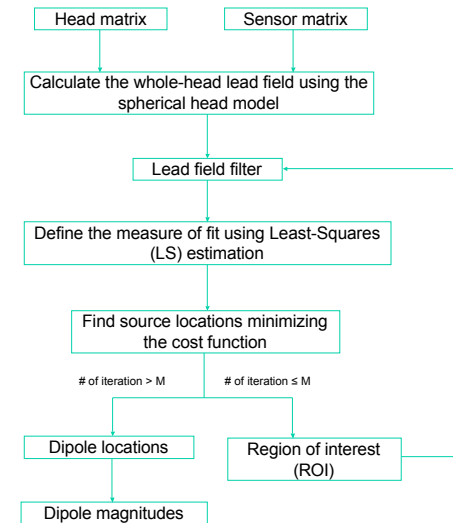 Head matrix
Sensor matrix
Calculate the whole-head lead field using the
spherical head model
Lead field filter
Define the measure of fit using Least-Squares
(LS) estimation
Find source locations minimizing
the cost function
# of iteration > M
# of iteration ≤ M
Dipole locations
Region of interest
(ROI)
Dipole magnitudes